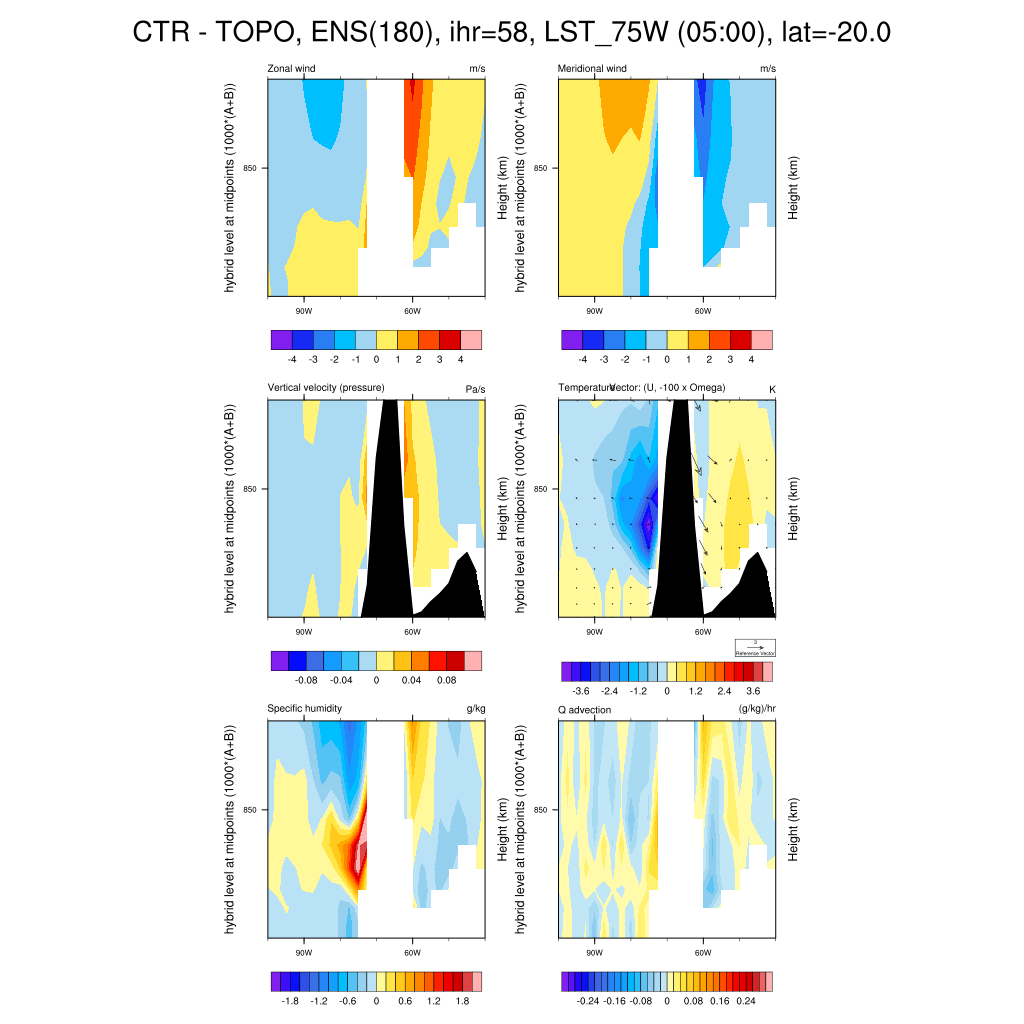 CTR - TOPO, ENS(180), ihr=58, LST_75W (05:00), lat=-20.0
Zonal wind m/s
hybrid level at midpoints (1000*(A+B))
850
Height (km)
90W 60W
-4 -3 -2 -1 0 1 2 3 4
Meridional wind m/s
hybrid level at midpoints (1000*(A+B))
850
Height (km)
90W 60W
-4 -3 -2 -1 0 1 2 3 4
Vertical velocity (pressure) Pa/s
hybrid level at midpoints (1000*(A+B))
850
Height (km)
90W 60W
-0.08 -0.04 0 0.04 0.08
Temperature Vector: (U, -100 x Omega) K
hybrid level at midpoints (1000*(A+B))
850
Height (km)
90W 60W
3
Reference Vector
-3.6 -2.4 -1.2 0 1.2 2.4 3.6
Specific humidity g/kg
hybrid level at midpoints (1000*(A+B))
850
Height (km)
90W 60W
-1.8 -1.2 -0.6 0 0.6 1.2 1.8
Q advection (g/kg)/hr
hybrid level at midpoints (1000*(A+B))
850
Height (km)
90W 60W
-0.24 -0.16 -0.08 0 0.08 0.16 0.24